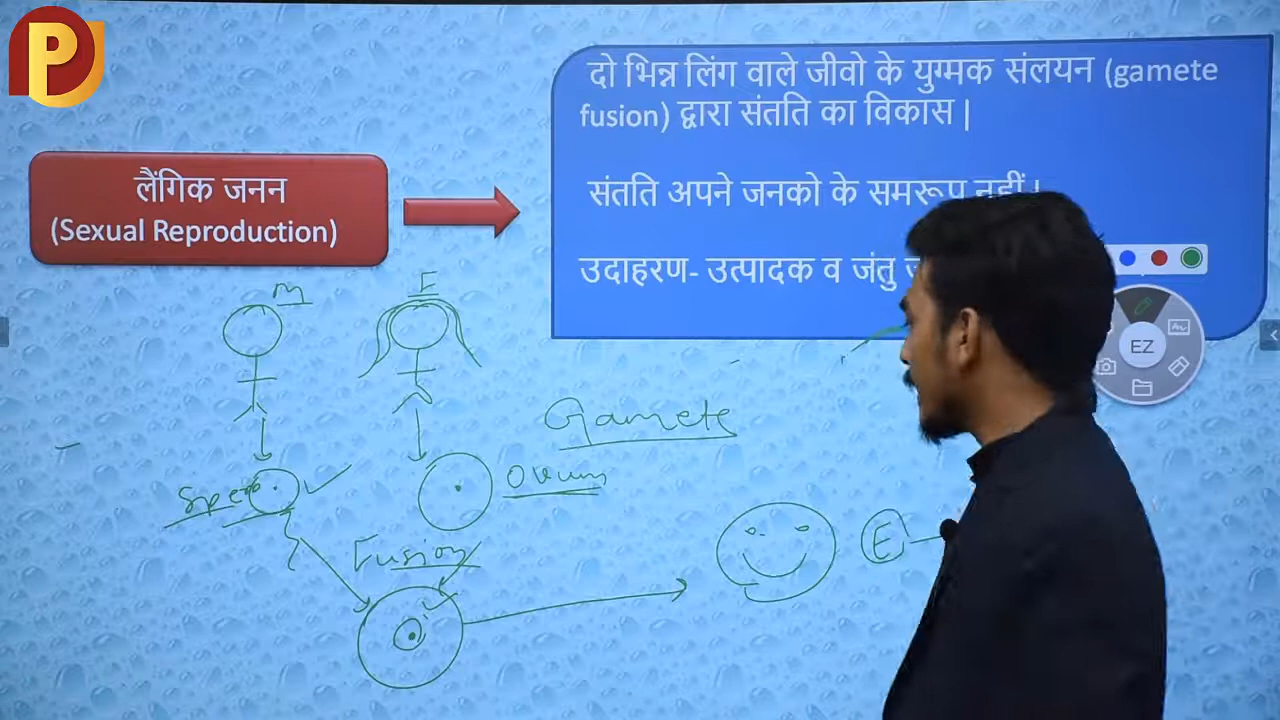 P
दो भिन्न लिंग वाले जीवो के युग्मक संलयन (gamete
fusion) द्वारा संतति का विकास |
लैंगिक जनन
(Sexual Reproduction)
संतति अपने जनको के समरूप नहीं |
उदाहरण- उत्पादक व जंतु
M
F
EZ
Gamete
Sperm
Ovum
Fusion
E